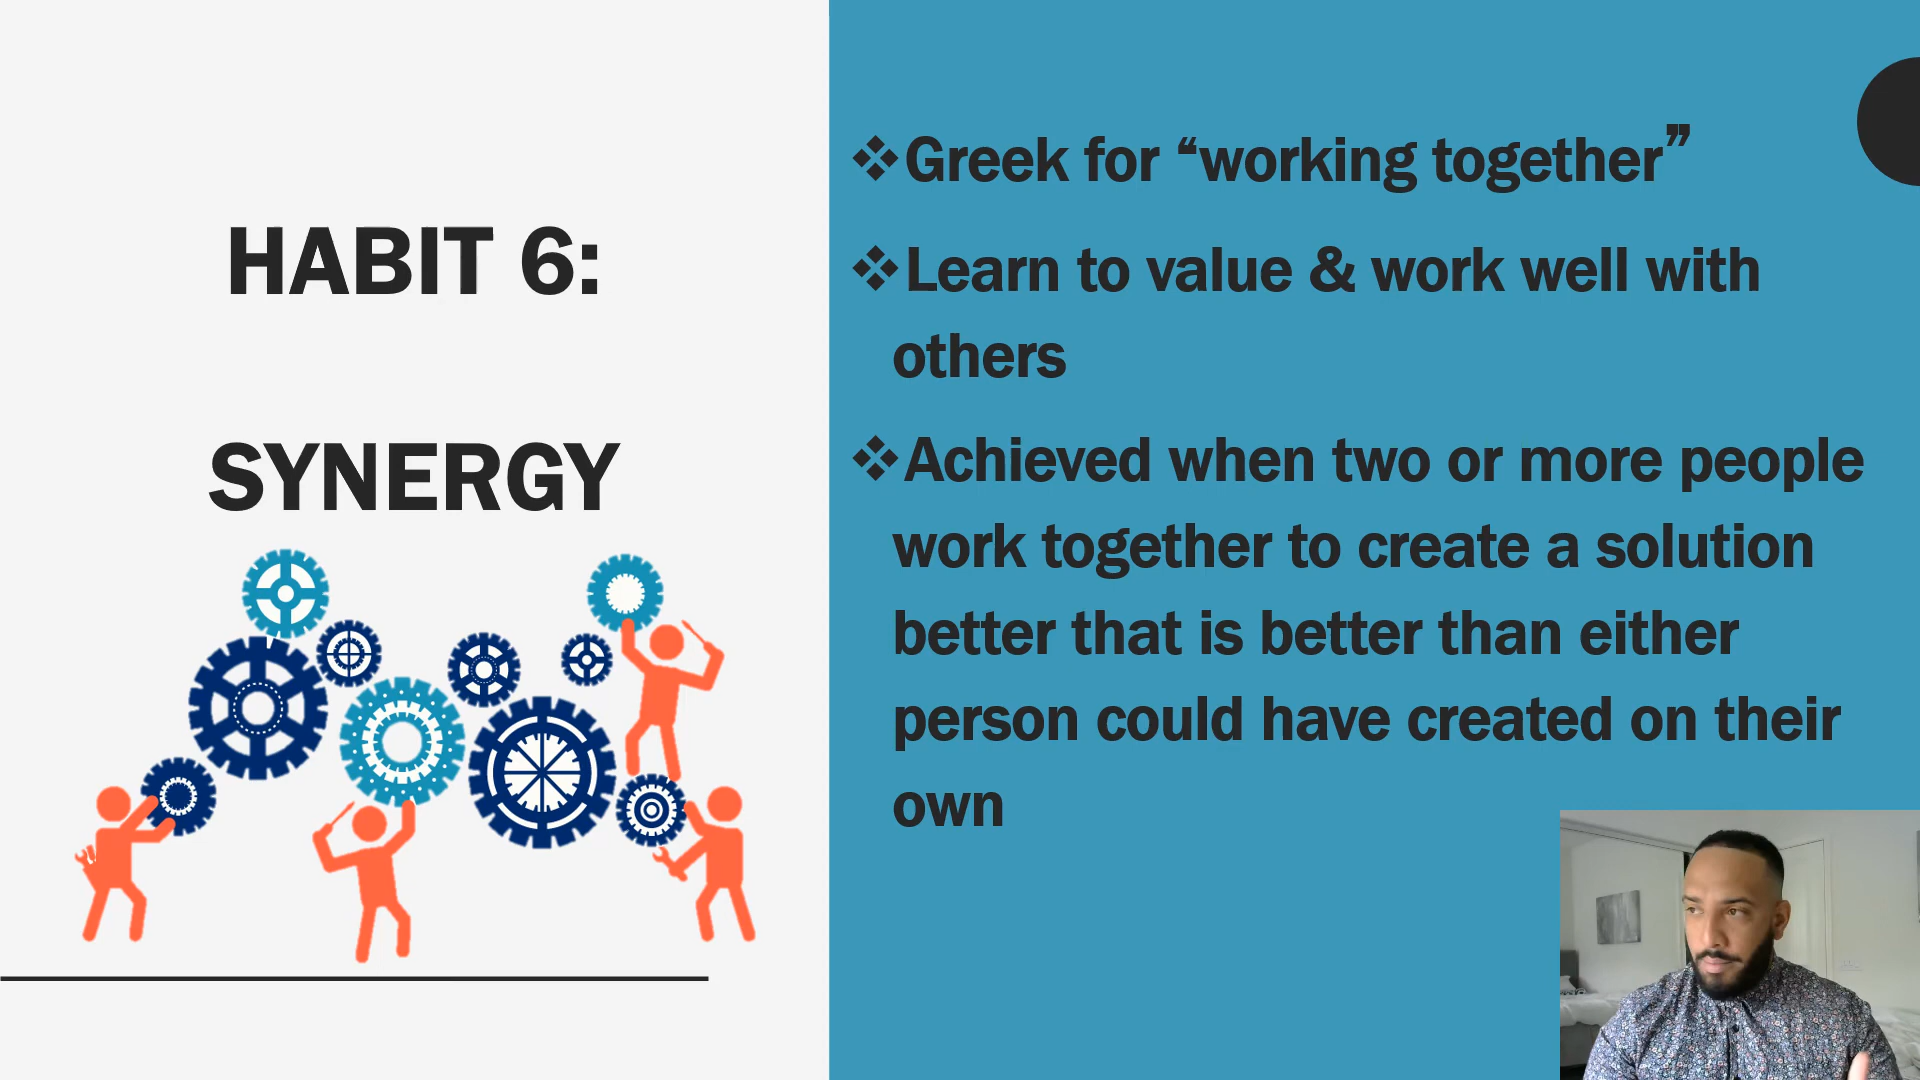 HABIT 6:
SYNERGY
❖Greek for “working together”
❖Learn to value & work well with
others
❖Achieved when two or more people
work together to create a solution
better that is better than either
person could have created on their
own